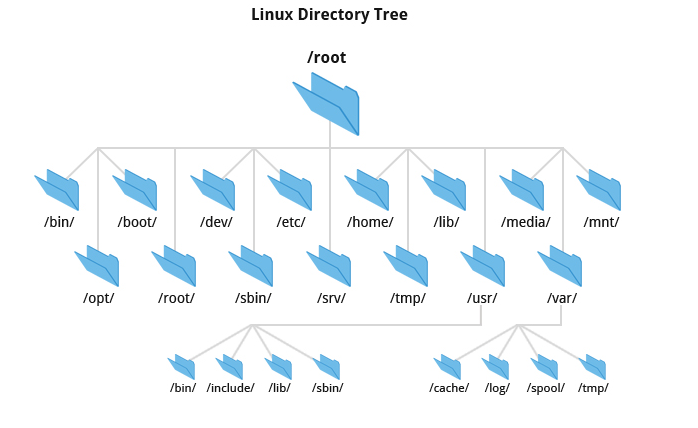 Linux Directory Tree
/root
/bin/ /boot/ /dev/ /etc/ /home/ /lib/ /media/ /mnt/
/opt/ /root/ /sbin/ /srv/ /tmp/ /usr/ /var/
/bin/ /include/ /lib/ /sbin/ /cache/ /log/ /spool/ /tmp/